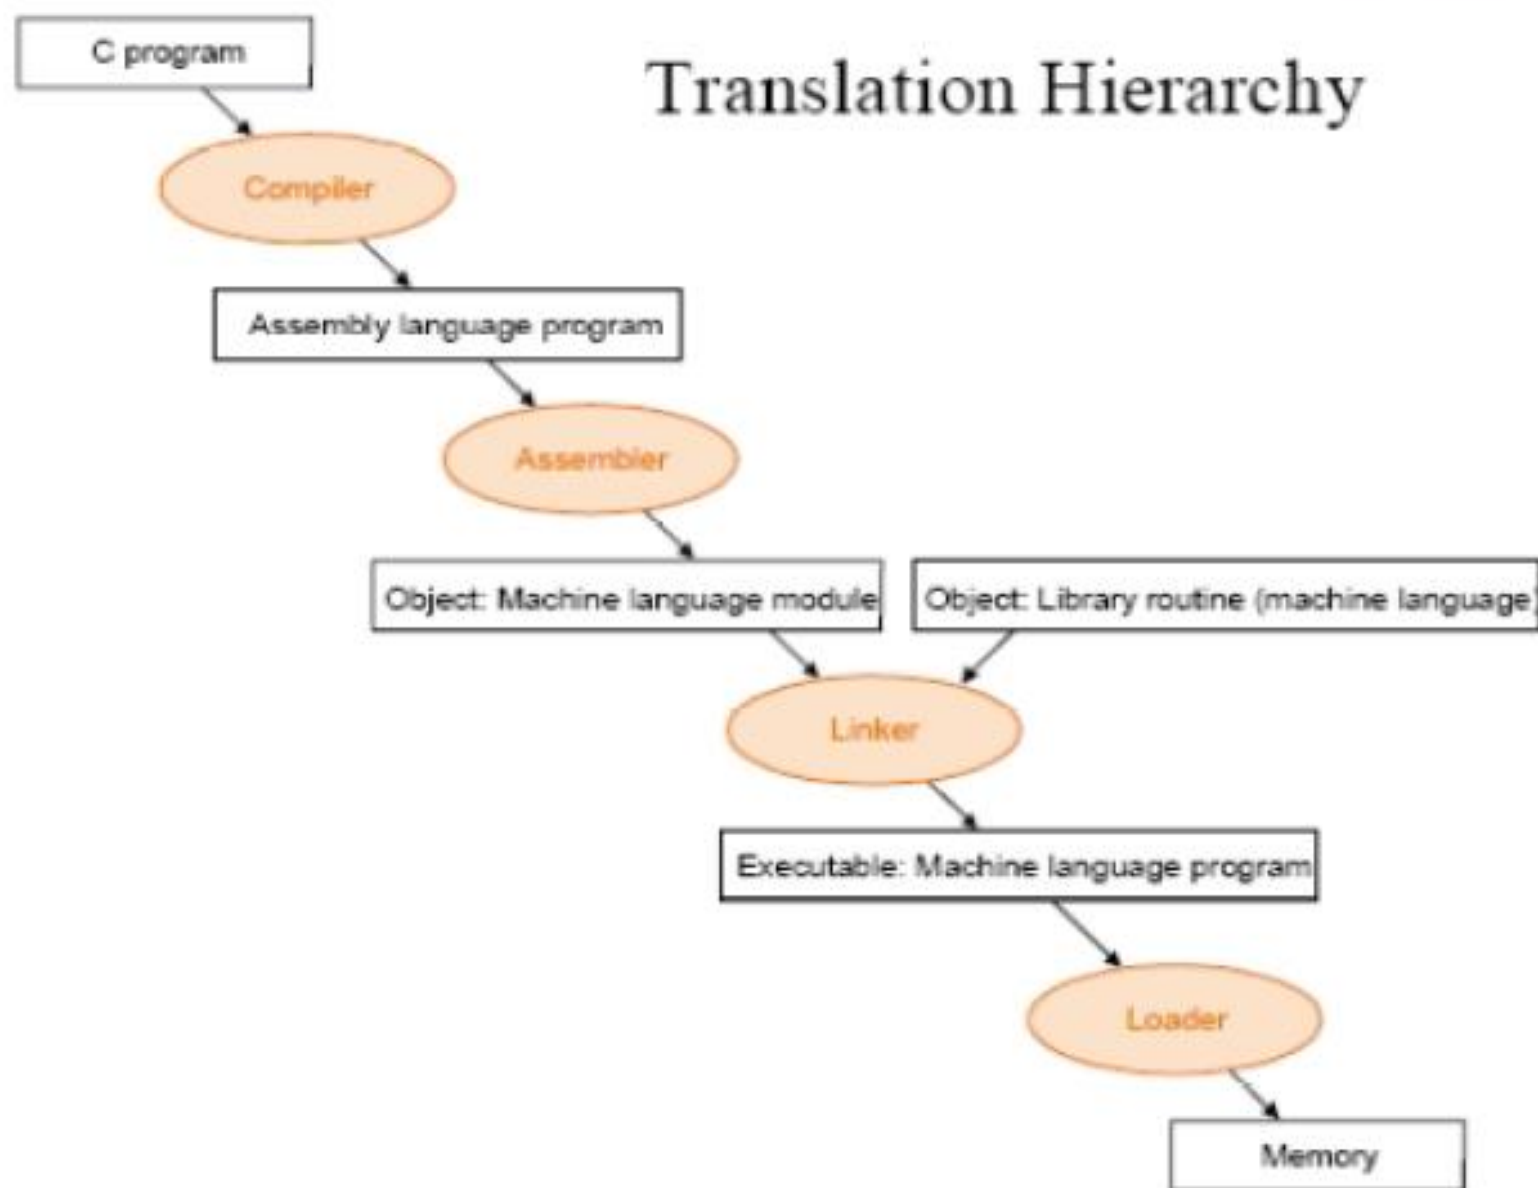 C program
Translation Hierarchy
Compiler
Assembly language program
Assembler
Object: Machine language module
Object: Library routine (machine language)
Linker
Executable: Machine language program
Loader
Memory